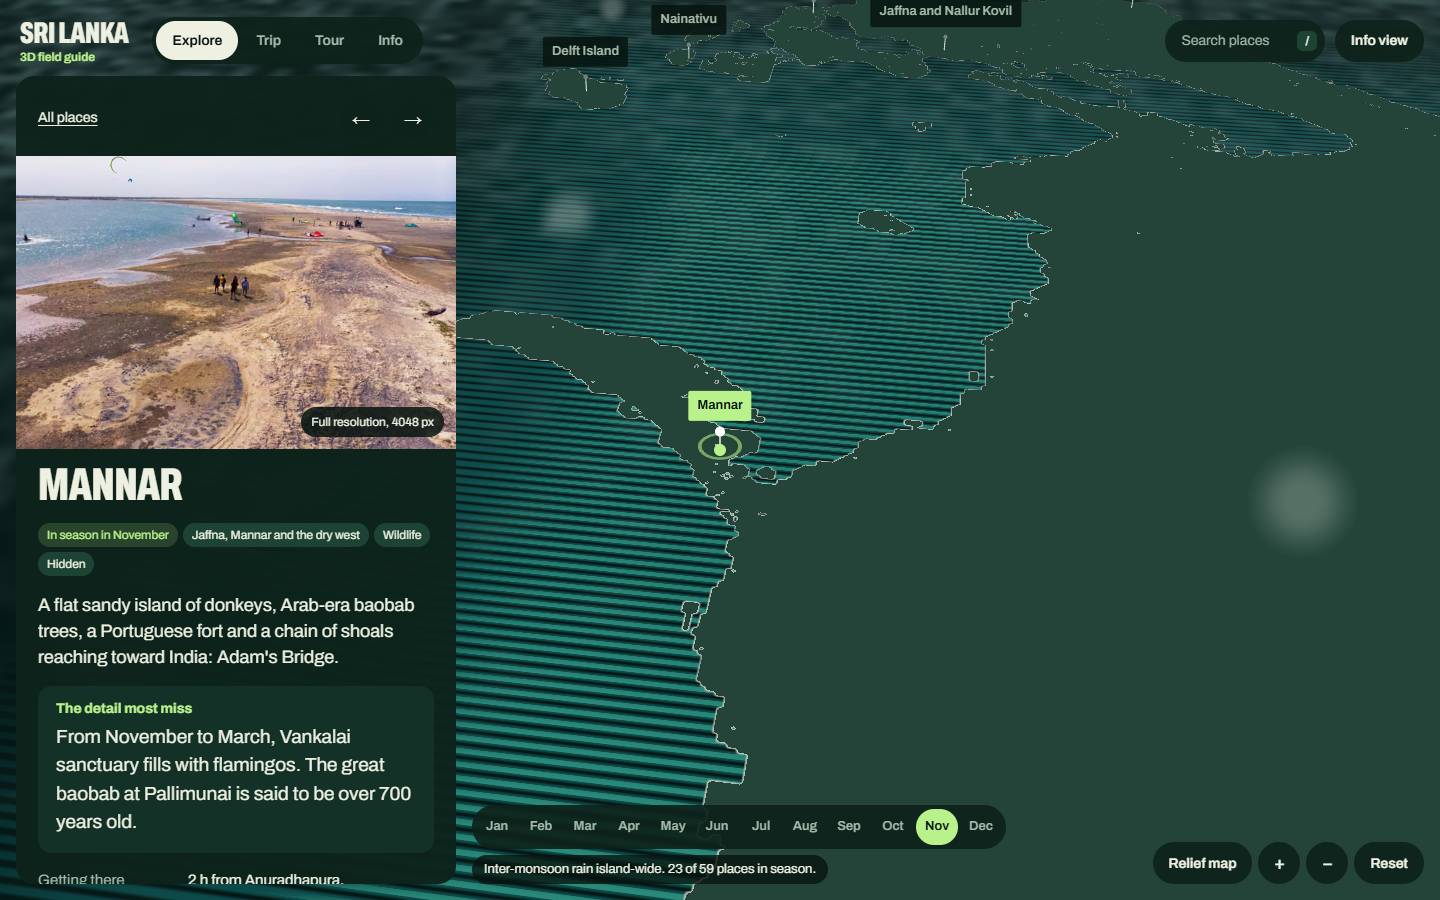 SRI LANKA
3D field guide
Explore
Trip
Tour
Info
Nainativu
Jaffna and Nallur Kovil
Delft Island
Search places
/
Info view
All places
← →
Full resolution, 4048 px
MANNAR
In season in November
Jaffna, Mannar and the dry west
Wildlife
Hidden
A flat sandy island of donkeys, Arab-era baobab
trees, a Portuguese fort and a chain of shoals
reaching toward India: Adam's Bridge.
The detail most miss
From November to March, Vankalai
sanctuary fills with flamingos. The great
baobab at Pallimunai is said to be over 700
years old.
Getting there
2 h from Anuradhapura.
Mannar
Jan Feb Mar Apr May Jun Jul Aug Sep Oct Nov Dec
Inter-monsoon rain island-wide. 23 of 59 places in season.
Relief map
+
−
Reset